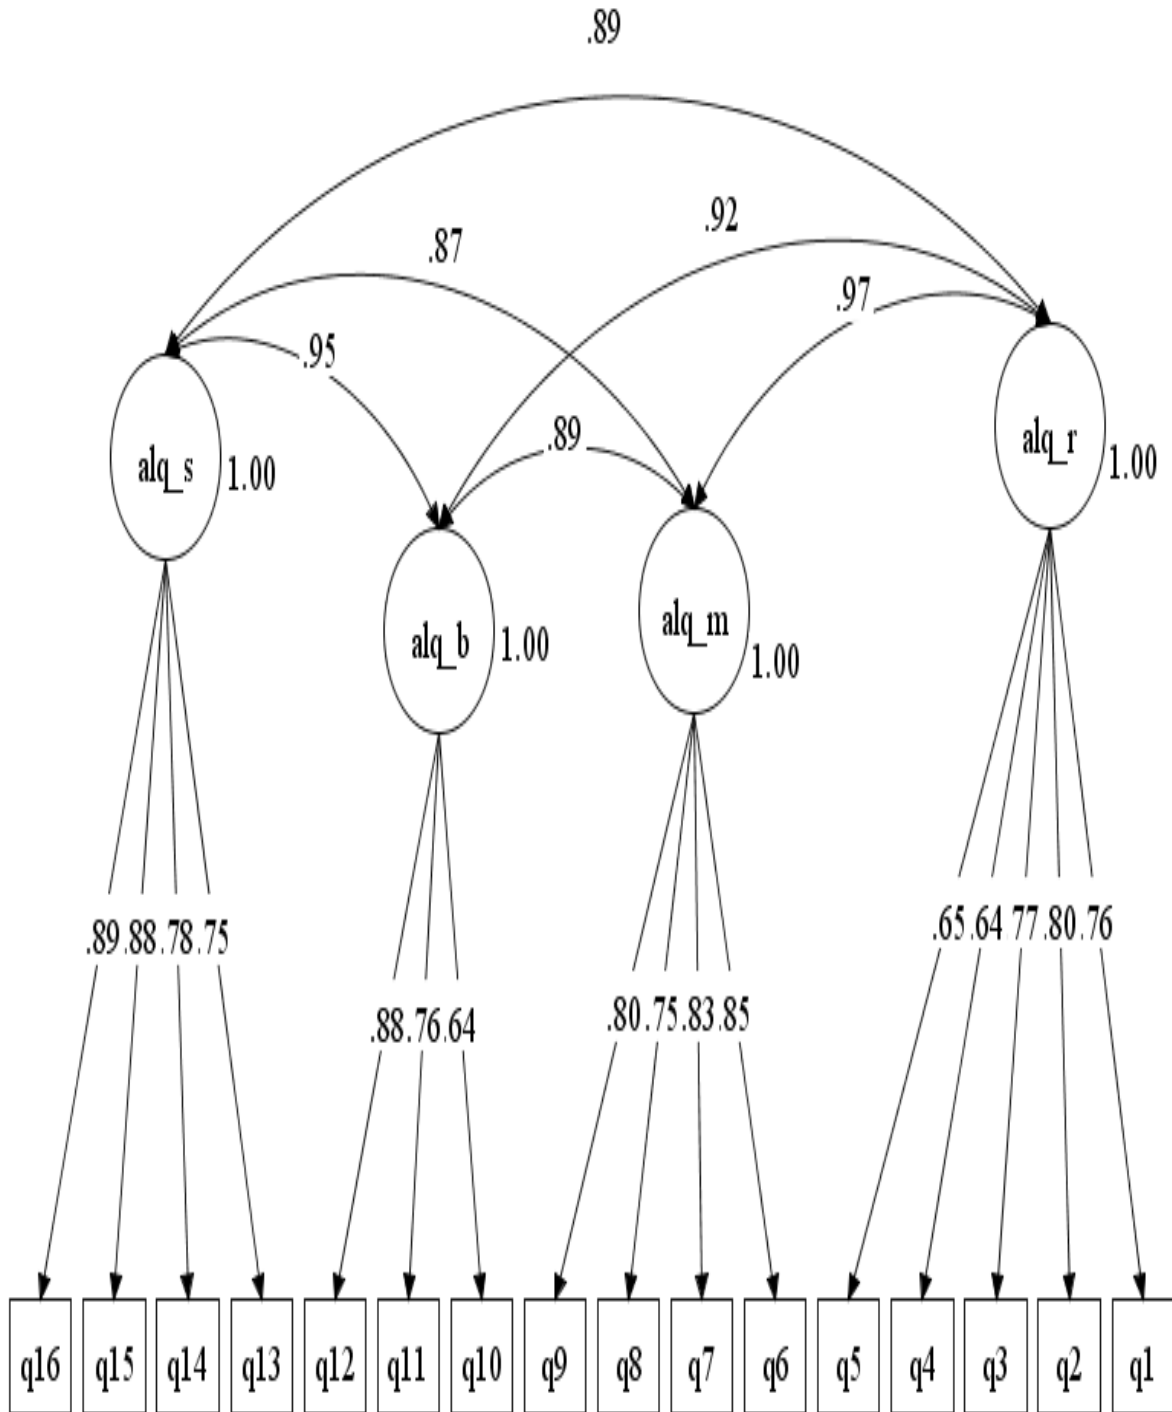 .89
.92
.87
.97
.95
.89
alq_r
1.00
alq_s
1.00
alq_m
1.00
alq_b
1.00
.65 .64 .77 .80 .76
.89 .88 .78 .75
.80 .75 .83 .85
.88 .76 .64
q16 q15 q14 q13 q12 q11 q10 q9 q8 q7 q6 q5 q4 q3 q2 q1